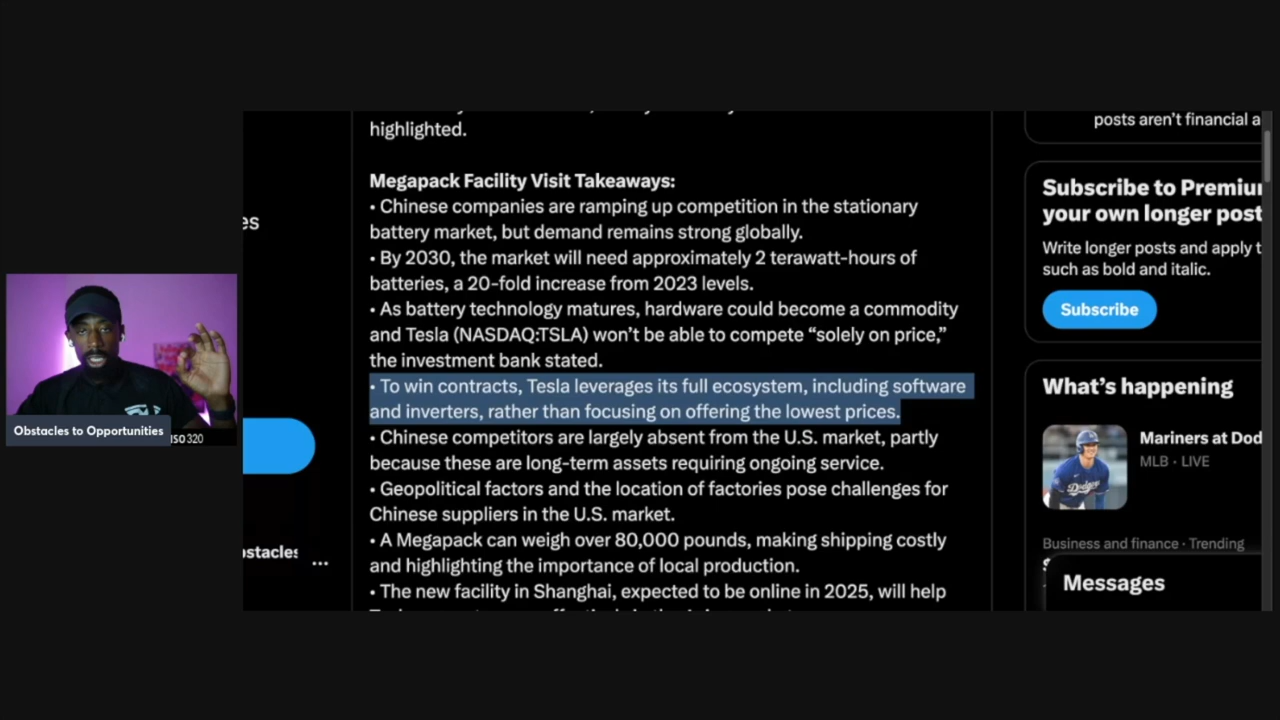 highlighted.
Megapack Facility Visit Takeaways:
• Chinese companies are ramping up competition in the stationary
battery market, but demand remains strong globally.
• By 2030, the market will need approximately 2 terawatt-hours of
batteries, a 20-fold increase from 2023 levels.
• As battery technology matures, hardware could become a commodity
and Tesla (NASDAQ:TSLA) won’t be able to compete “solely on price,”
the investment bank stated.
• To win contracts, Tesla leverages its full ecosystem, including software
and inverters, rather than focusing on offering the lowest prices.
• Chinese competitors are largely absent from the U.S. market, partly
because these are long-term assets requiring ongoing service.
• Geopolitical factors and the location of factories pose challenges for
Chinese suppliers in the U.S. market.
• A Megapack can weigh over 80,000 pounds, making shipping costly
and highlighting the importance of local production.
• The new facility in Shanghai, expected to be online in 2025, will help
es
bstacles
...
Obstacles to Opportunities
ISO 320
posts aren’t financial a
Subscribe to Premiu
your own longer post
Write longer posts and apply t
such as bold and italic.
Subscribe
What’s happening
Mariners at Dod
MLB · LIVE
Dodgers
Business and finance · Trending
Messages